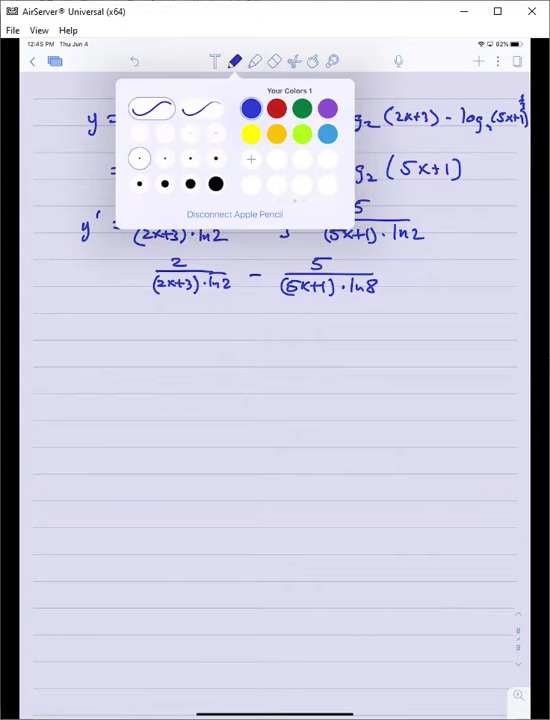 AirServer® Universal (x64)
File View Help
12:45 PM Thu Jun 4 82%
T
Your Colors 1
Disconnect Apple Pencil
y = g₂ (2x+3) - log₂ (5x+1)^
= g₂ (5x+1)
y' = (2x+3)·ln2 5/((5x+1)·ln2)
2/((2x+3)·ln2) - 5/((5x+1)·ln8)
8/9